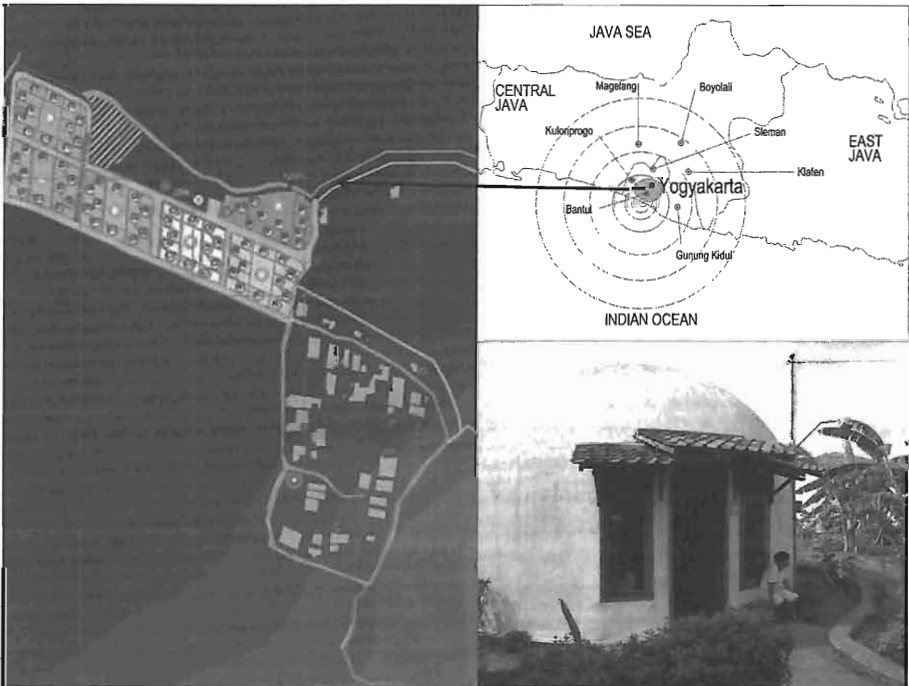 JAVA SEA
Magelang
Boyolali
CENTRAL
JAVA
Kulonprogo
Sleman
EAST
JAVA
Klaten
Yogyakarta
Bantul
Gunung Kidul
INDIAN OCEAN